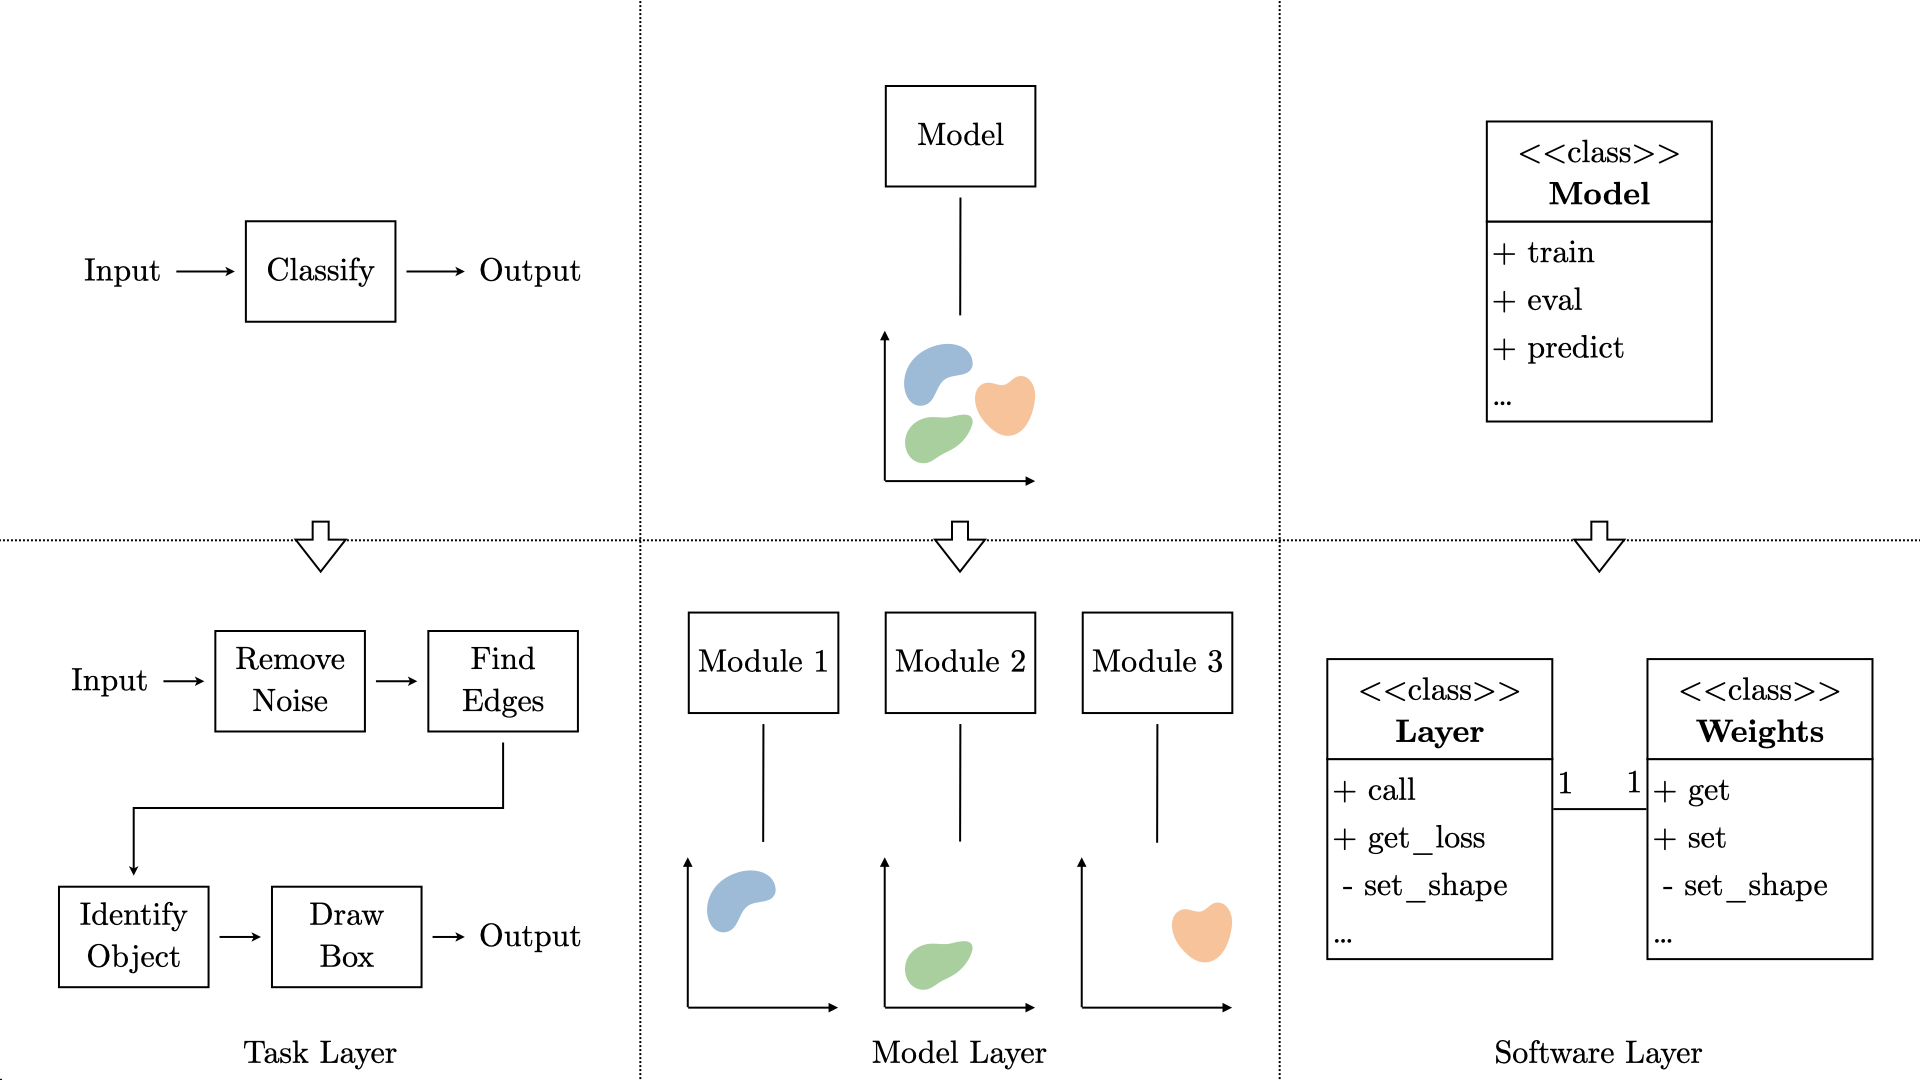 Input
Classify
Output
Model
<<class>>
Model
+ train
+ eval
+ predict
...
Input
Remove
Noise
Find
Edges
Identify
Object
Draw
Box
Output
Task Layer
Module 1
Module 2
Module 3
Model Layer
<<class>>
Layer
+ call
+ get_loss
- set_shape
...
1
1
<<class>>
Weights
+ get
+ set
- set_shape
...
Software Layer